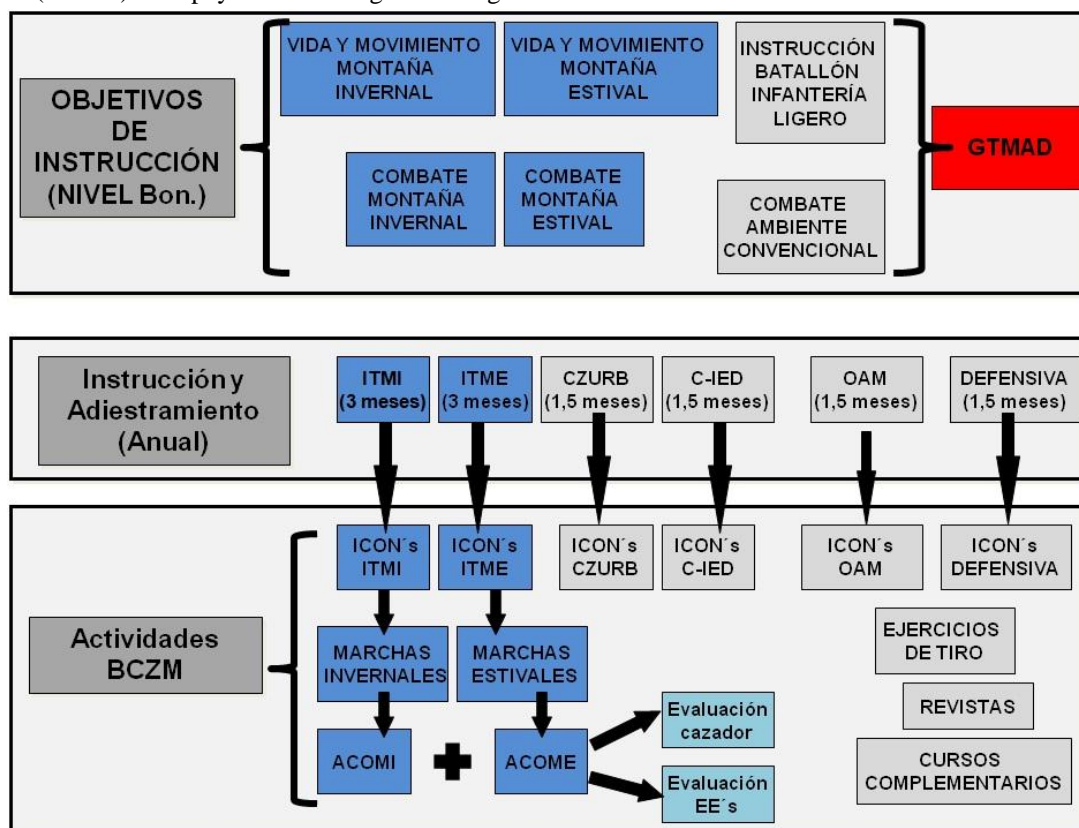 OBJETIVOS
DE
INSTRUCCIÓN
(NIVEL Bon.)
VIDA Y MOVIMIENTO
MONTAÑA
INVERNAL
VIDA Y MOVIMIENTO
MONTAÑA
ESTIVAL
INSTRUCCIÓN
BATALLÓN
INFANTERÍA
LIGERO
COMBATE
MONTAÑA
INVERNAL
COMBATE
MONTAÑA
ESTIVAL
COMBATE
AMBIENTE
CONVENCIONAL
GTMAD
Instrucción y
Adiestramiento
(Anual)
ITMI
(3 meses)
ITME
(3 meses)
CZURB
(1,5 meses)
C-IED
(1,5 meses)
OAM
(1,5 meses)
DEFENSIVA
(1,5 meses)
Actividades
BCZM
ICON´s
ITMI
ICON´s
ITME
ICON´s
CZURB
ICON´s
C-IED
ICON´s
OAM
ICON´s
DEFENSIVA
MARCHAS
INVERNALES
MARCHAS
ESTIVALES
EJERCICIOS
DE TIRO
ACOMI
ACOME
Evaluación
cazador
Evaluación
EE´s
REVISTAS
CURSOS
COMPLEMENTARIOS